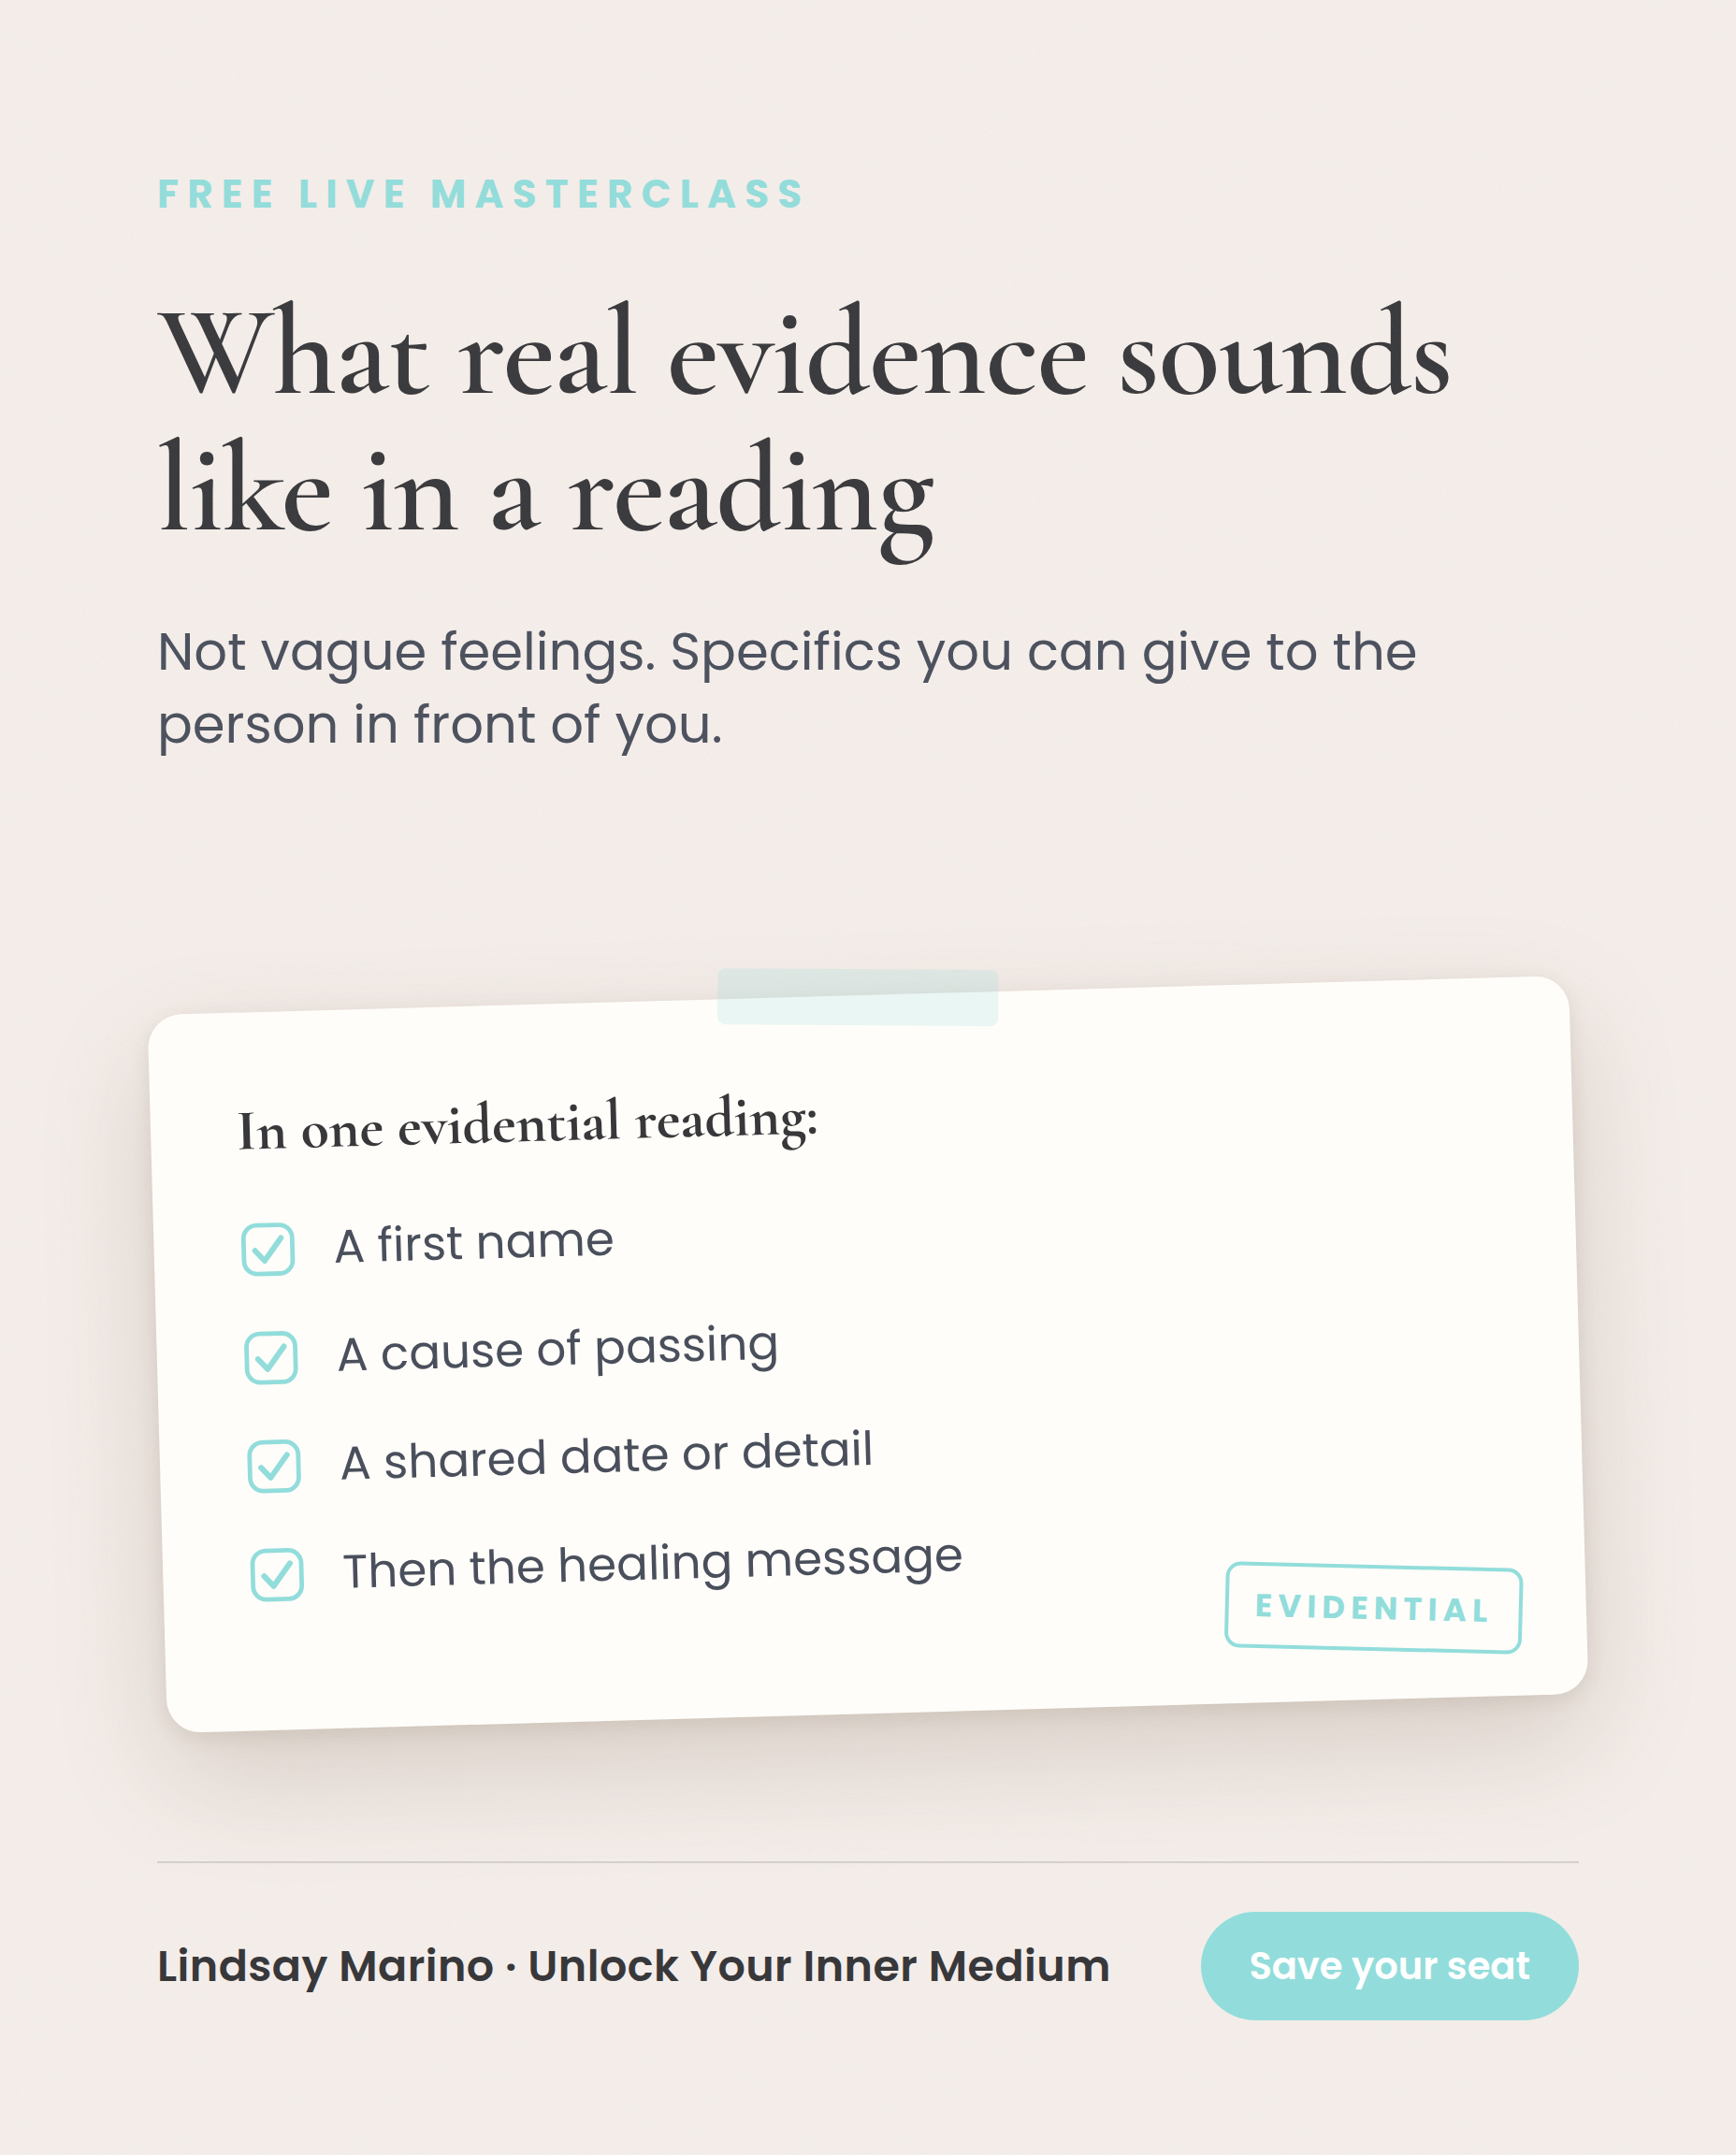 FREE LIVE MASTERCLASS
What real evidence sounds
like in a reading
Not vague feelings. Specifics you can give to the
person in front of you.
In one evidential reading:
A first name
A cause of passing
A shared date or detail
Then the healing message
EVIDENTIAL
Lindsay Marino · Unlock Your Inner Medium
Save your seat